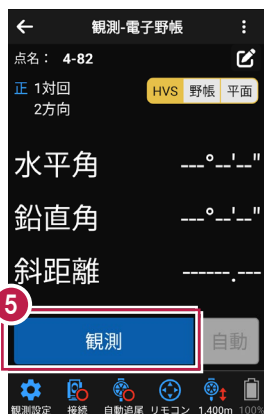 観測-電子野帳
点名： 4-82
正 1対回
2方向
HVS 野帳 平面
水平角 ---°--'--"
鉛直角 ---°--'--"
斜距離 ------.---
5
観測 自動
観測設定 接続 自動追尾 リモコン 1.400m 100%